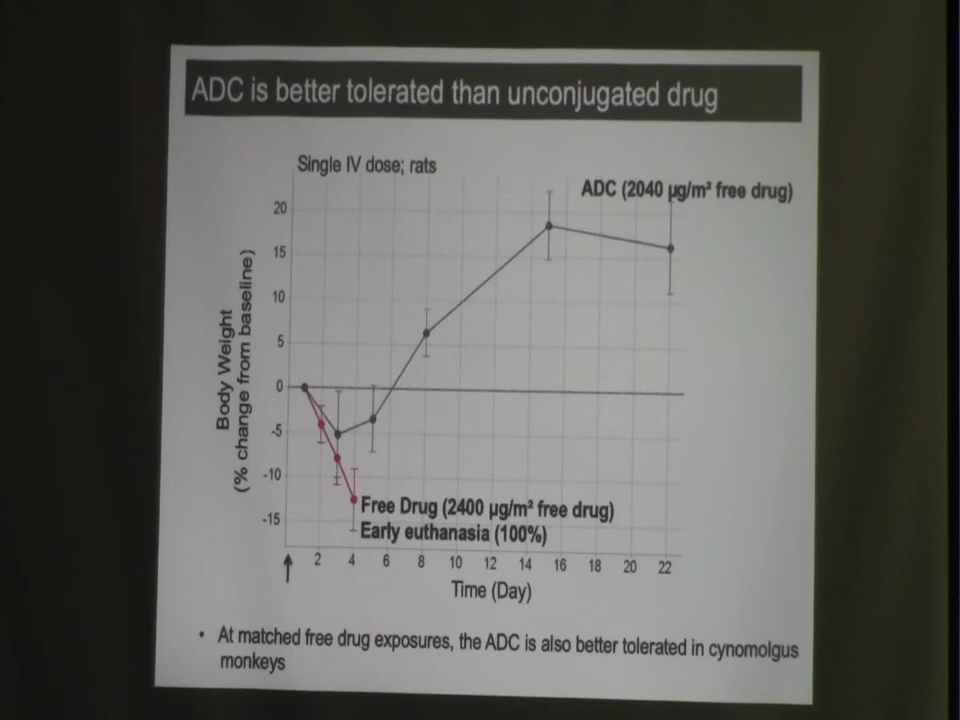 ADC is better tolerated than unconjugated drug
Single IV dose; rats
ADC (2040 µg/m² free drug)
Body Weight
(% change from baseline)
20
15
10
5
0
-5
-10
-15
Free Drug (2400 µg/m² free drug)
Early euthanasia (100%)
2 4 6 8 10 12 14 16 18 20 22
Time (Day)
• At matched free drug exposures, the ADC is also better tolerated in cynomolgus
monkeys